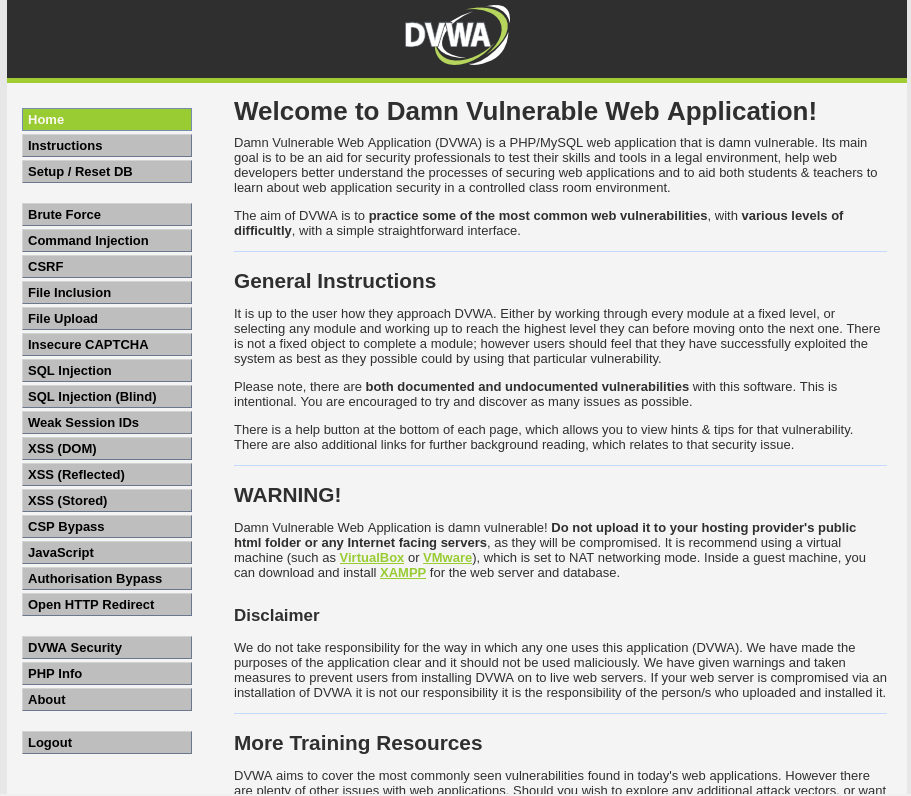 DVWA
Home
Instructions
Setup / Reset DB
Brute Force
Command Injection
CSRF
File Inclusion
File Upload
Insecure CAPTCHA
SQL Injection
SQL Injection (Blind)
Weak Session IDs
XSS (DOM)
XSS (Reflected)
XSS (Stored)
CSP Bypass
JavaScript
Authorisation Bypass
Open HTTP Redirect
DVWA Security
PHP Info
About
Logout
Welcome to Damn Vulnerable Web Application!
Damn Vulnerable Web Application (DVWA) is a PHP/MySQL web application that is damn vulnerable. Its main
goal is to be an aid for security professionals to test their skills and tools in a legal environment, help web
developers better understand the processes of securing web applications and to aid both students & teachers to
learn about web application security in a controlled class room environment.
The aim of DVWA is to practice some of the most common web vulnerabilities, with various levels of
difficultly, with a simple straightforward interface.
General Instructions
It is up to the user how they approach DVWA. Either by working through every module at a fixed level, or
selecting any module and working up to reach the highest level they can before moving onto the next one. There
is not a fixed object to complete a module; however users should feel that they have successfully exploited the
system as best as they possible could by using that particular vulnerability.
Please note, there are both documented and undocumented vulnerabilities with this software. This is
intentional. You are encouraged to try and discover as many issues as possible.
There is a help button at the bottom of each page, which allows you to view hints & tips for that vulnerability.
There are also additional links for further background reading, which relates to that security issue.
WARNING!
Damn Vulnerable Web Application is damn vulnerable! Do not upload it to your hosting provider's public
html folder or any Internet facing servers, as they will be compromised. It is recommend using a virtual
machine (such as VirtualBox or VMware), which is set to NAT networking mode. Inside a guest machine, you
can download and install XAMPP for the web server and database.
Disclaimer
We do not take responsibility for the way in which any one uses this application (DVWA). We have made the
purposes of the application clear and it should not be used maliciously. We have given warnings and taken
measures to prevent users from installing DVWA on to live web servers. If your web server is compromised via an
installation of DVWA it is not our responsibility it is the responsibility of the person/s who uploaded and installed it.
More Training Resources
DVWA aims to cover the most commonly seen vulnerabilities found in today's web applications. However there
are plenty of other issues with web applications. Should you wish to explore any additional attack vectors, or want